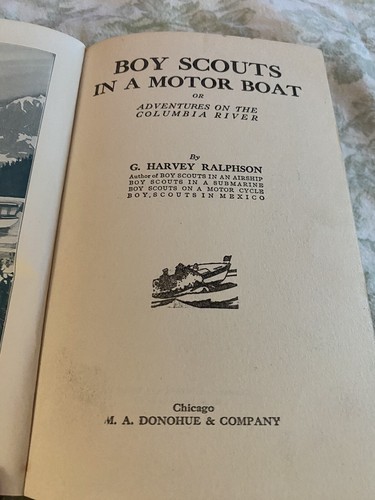 BOY SCOUTS
IN A MOTOR BOAT
OR
ADVENTURES ON THE
COLUMBIA RIVER
By
G. HARVEY RALPHSON
Author of BOY SCOUTS IN AN AIRSHIP
BOY SCOUTS IN A SUBMARINE
BOY SCOUTS ON A MOTOR CYCLE
BOY, SCOUTS IN MEXICO
Chicago
M. A. DONOHUE & COMPANY